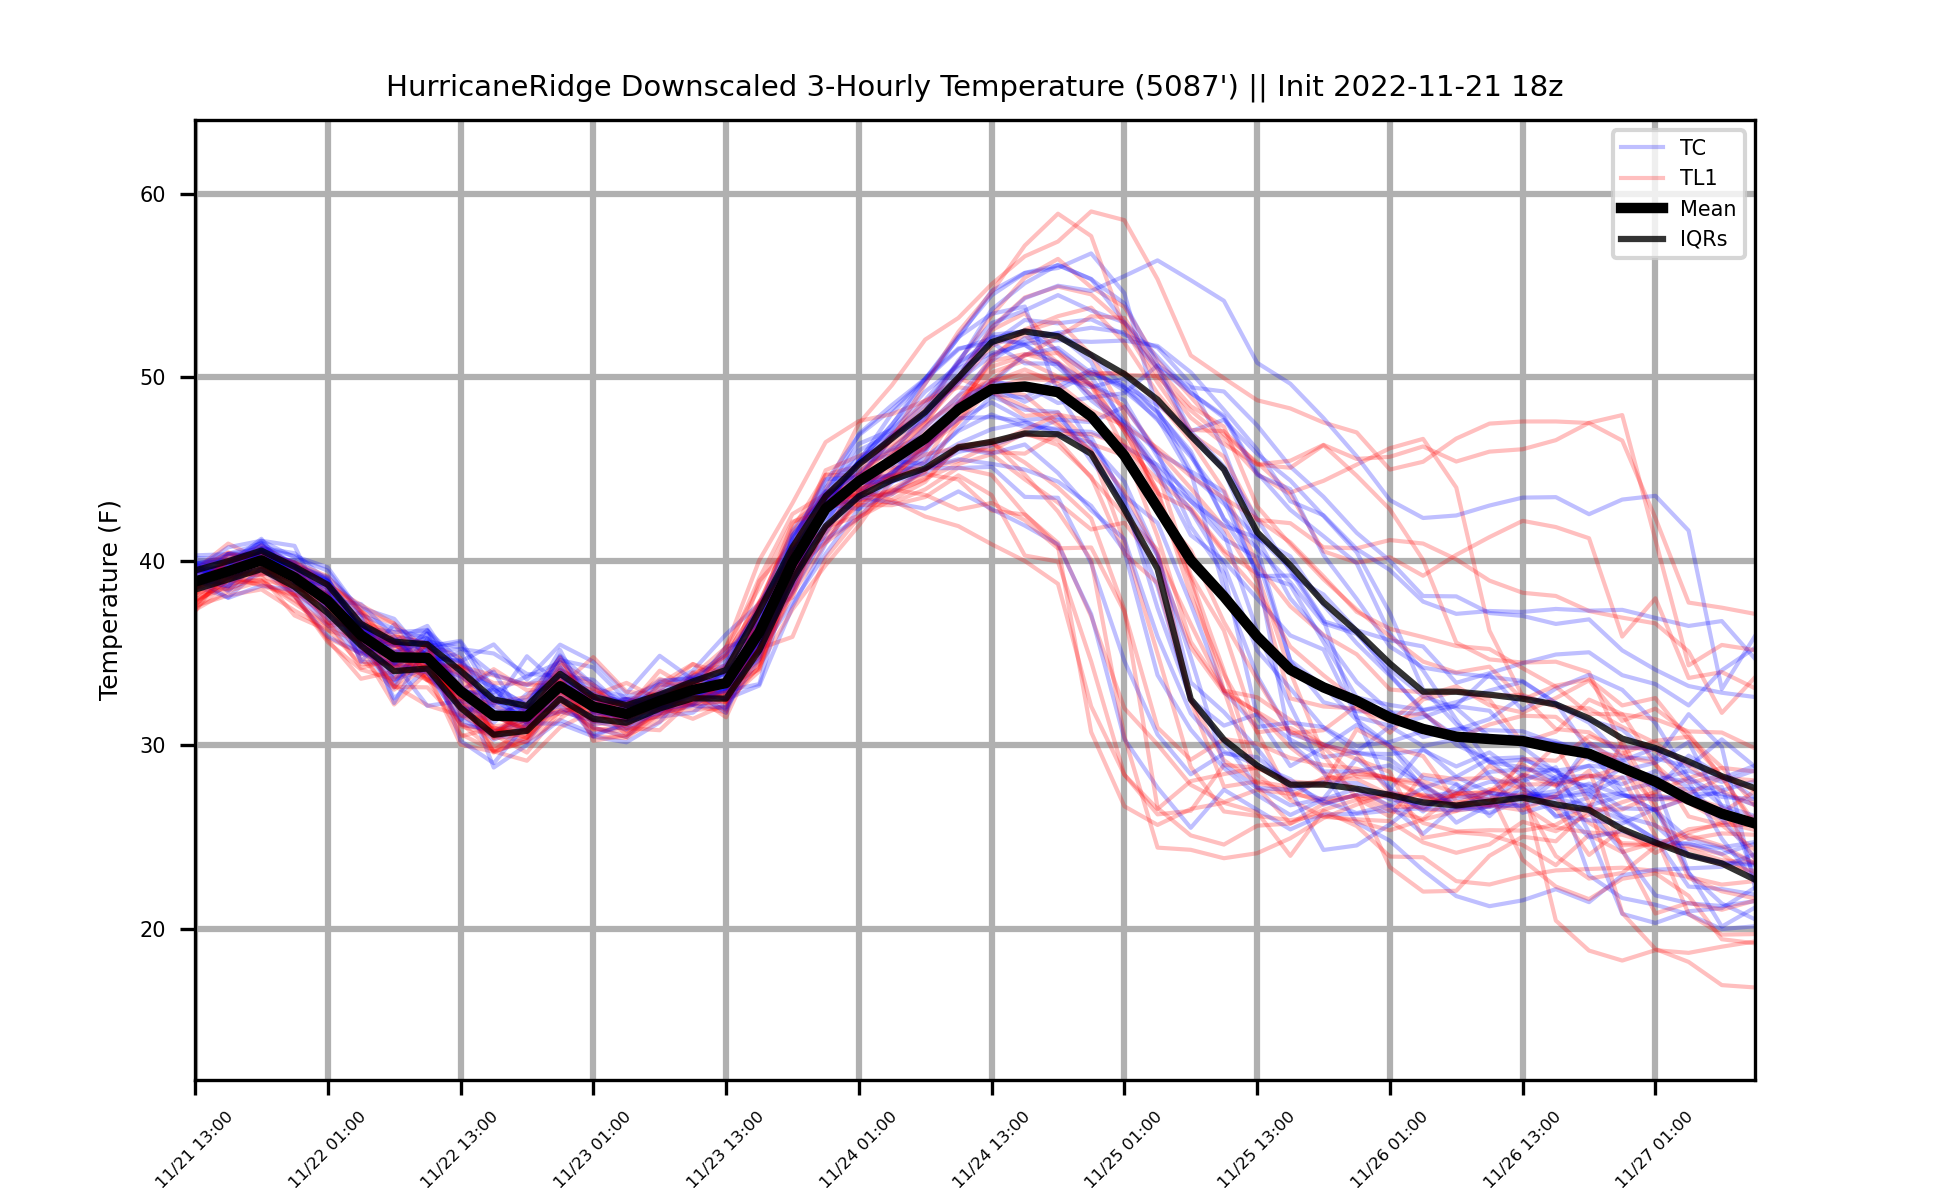 HurricaneRidge Downscaled 3-Hourly Temperature (5087') || Init 2022-11-21 18z
TC
TL1
Mean
IQRs
Temperature (F)
60
50
40
30
20
11/21 13:00
11/22 01:00
11/22 13:00
11/23 01:00
11/23 13:00
11/24 01:00
11/24 13:00
11/25 01:00
11/25 13:00
11/26 01:00
11/26 13:00
11/27 01:00